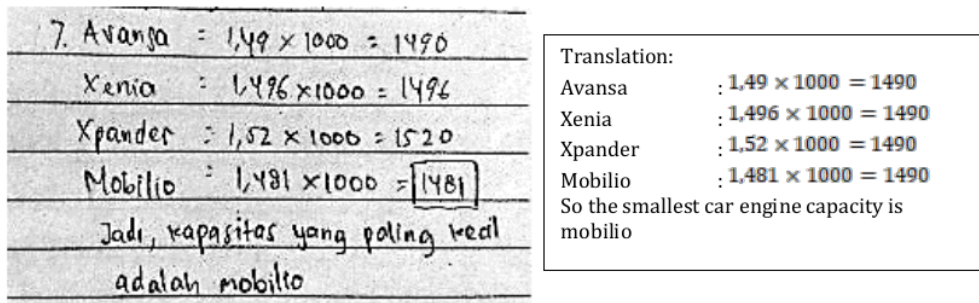 7. Avansa : 1,49 × 1000 = 1490
Xenia : 1,496 × 1000 = 1496
Xpander : 1,52 × 1000 = 1520
Mobilio : 1,481 × 1000 = 1481
Jadi, kapasitas yang paling kecil
adalah mobilio
Translation:
Avansa : 1,49 × 1000 = 1490
Xenia : 1,496 × 1000 = 1490
Xpander : 1,52 × 1000 = 1490
Mobilio : 1,481 × 1000 = 1490
So the smallest car engine capacity is
mobilio